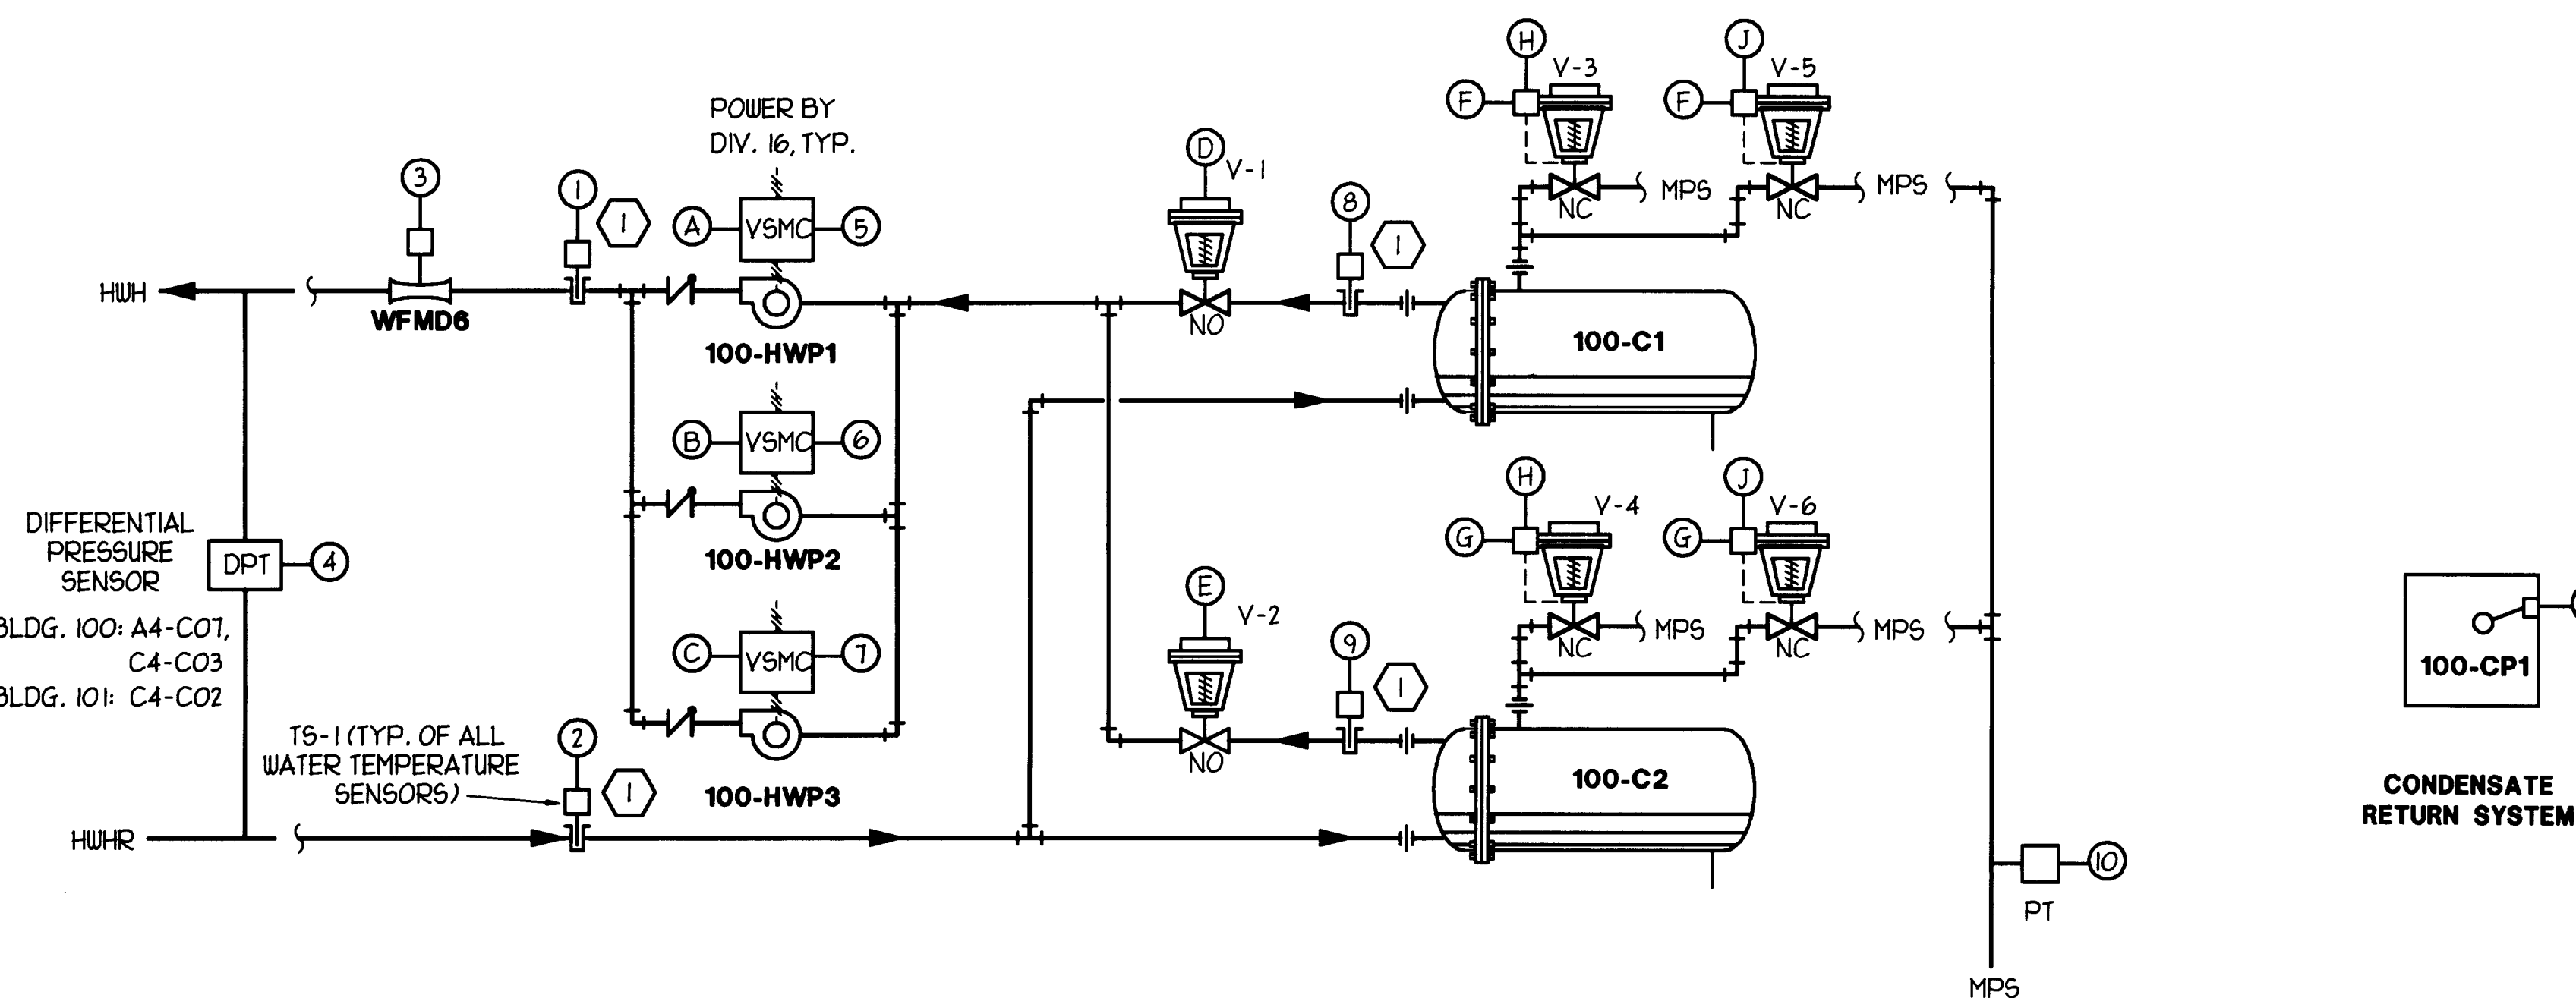 H
J
V-3
V-5
F
F
POWER BY
DIV. 16, TYP.
D
V-1
3
1
1
8
1
MPS
MPS
NC
NC
A
VSMC
5
HWH
WFMD6
NO
100-HWP1
100-C1
B
VSMC
6
H
J
V-4
V-6
G
G
DIFFERENTIAL
PRESSURE
SENSOR
DPT
4
100-HWP2
E
V-2
BLDG. 100: A4-C07,
C4-C03
BLDG. 101: C4-C02
C
VSMC
7
9
1
MPS
MPS
NC
NC
100-CP1
TS-1 (TYP. OF ALL
WATER TEMPERATURE
SENSORS)
2
1
100-HWP3
NO
100-C2
CONDENSATE
RETURN SYSTEM
HWHR
10
PT
MPS